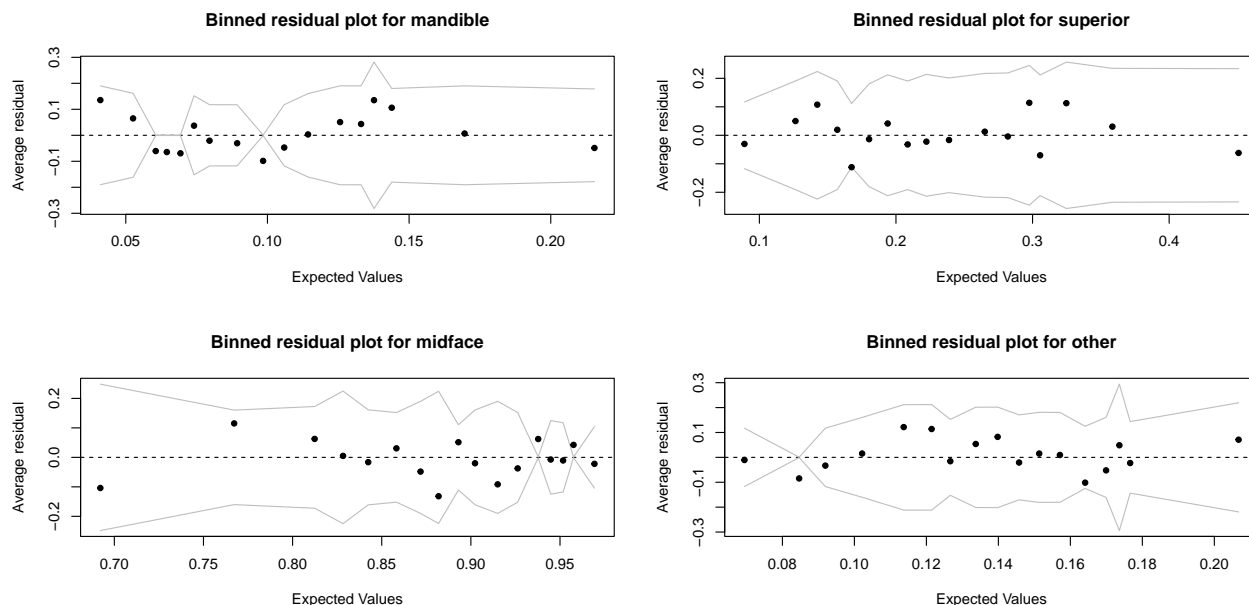 Binned residual plot for mandible
Average residual
−0.3
−0.1
0.1
0.3
0.05
0.10
0.15
0.20
Expected Values
Binned residual plot for superior
Average residual
−0.2
0.0
0.2
0.1
0.2
0.3
0.4
Expected Values
Binned residual plot for midface
Average residual
−0.2
0.0
0.2
0.70
0.75
0.80
0.85
0.90
0.95
Expected Values
Binned residual plot for other
Average residual
−0.3
−0.1
0.1
0.3
0.08
0.10
0.12
0.14
0.16
0.18
0.20
Expected Values